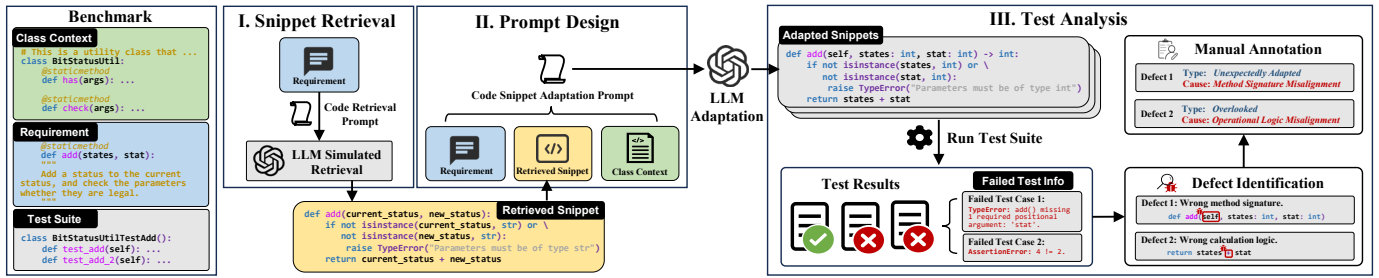 Benchmark
Class Context
# This is a utility class that ...
class BitStatusUtil:
@staticmethod
def has(args): ...
@staticmethod
def check(args): ...
Requirement
@staticmethod
def add(states, stat):
"""
Add a status to the current
status, and check the parameters
whether they are legal.
"""
Test Suite
class BitStatusUtilTestAdd():
def test_add(self): ...
def test_add_2(self): ...
I. Snippet Retrieval
Requirement
Code Retrieval
Prompt
LLM Simulated
Retrieval
II. Prompt Design
Code Snippet Adaptation Prompt
Requirement
Retrieved Snippet
Class Context
Retrieved Snippet
def add(current_status, new_status):
if not isinstance(current_status, str) or \
not isinstance(new_status, str):
raise TypeError("Parameters must be of type str")
return current_status + new_status
LLM
Adaptation
III. Test Analysis
Adapted Snippets
def add(self, states: int, stat: int) -> int:
if not isinstance(states, int) or \
not isinstance(stat, int):
raise TypeError("Parameters must be of type int")
return states + stat
Run Test Suite
Test Results
Failed Test Info
Failed Test Case 1:
TypeError: add() missing
1 required positional
argument: 'stat'.
Failed Test Case 2:
AssertionError: 4 != 2.
Manual Annotation
Defect 1
Type: Unexpectedly Adapted
Cause: Method Signature Misalignment
Defect 2
Type: Overlooked
Cause: Operational Logic Misalignment
Defect Identification
Defect 1: Wrong method signature.
def add(self, states: int, stat: int)
Defect 2: Wrong calculation logic.
return states + stat